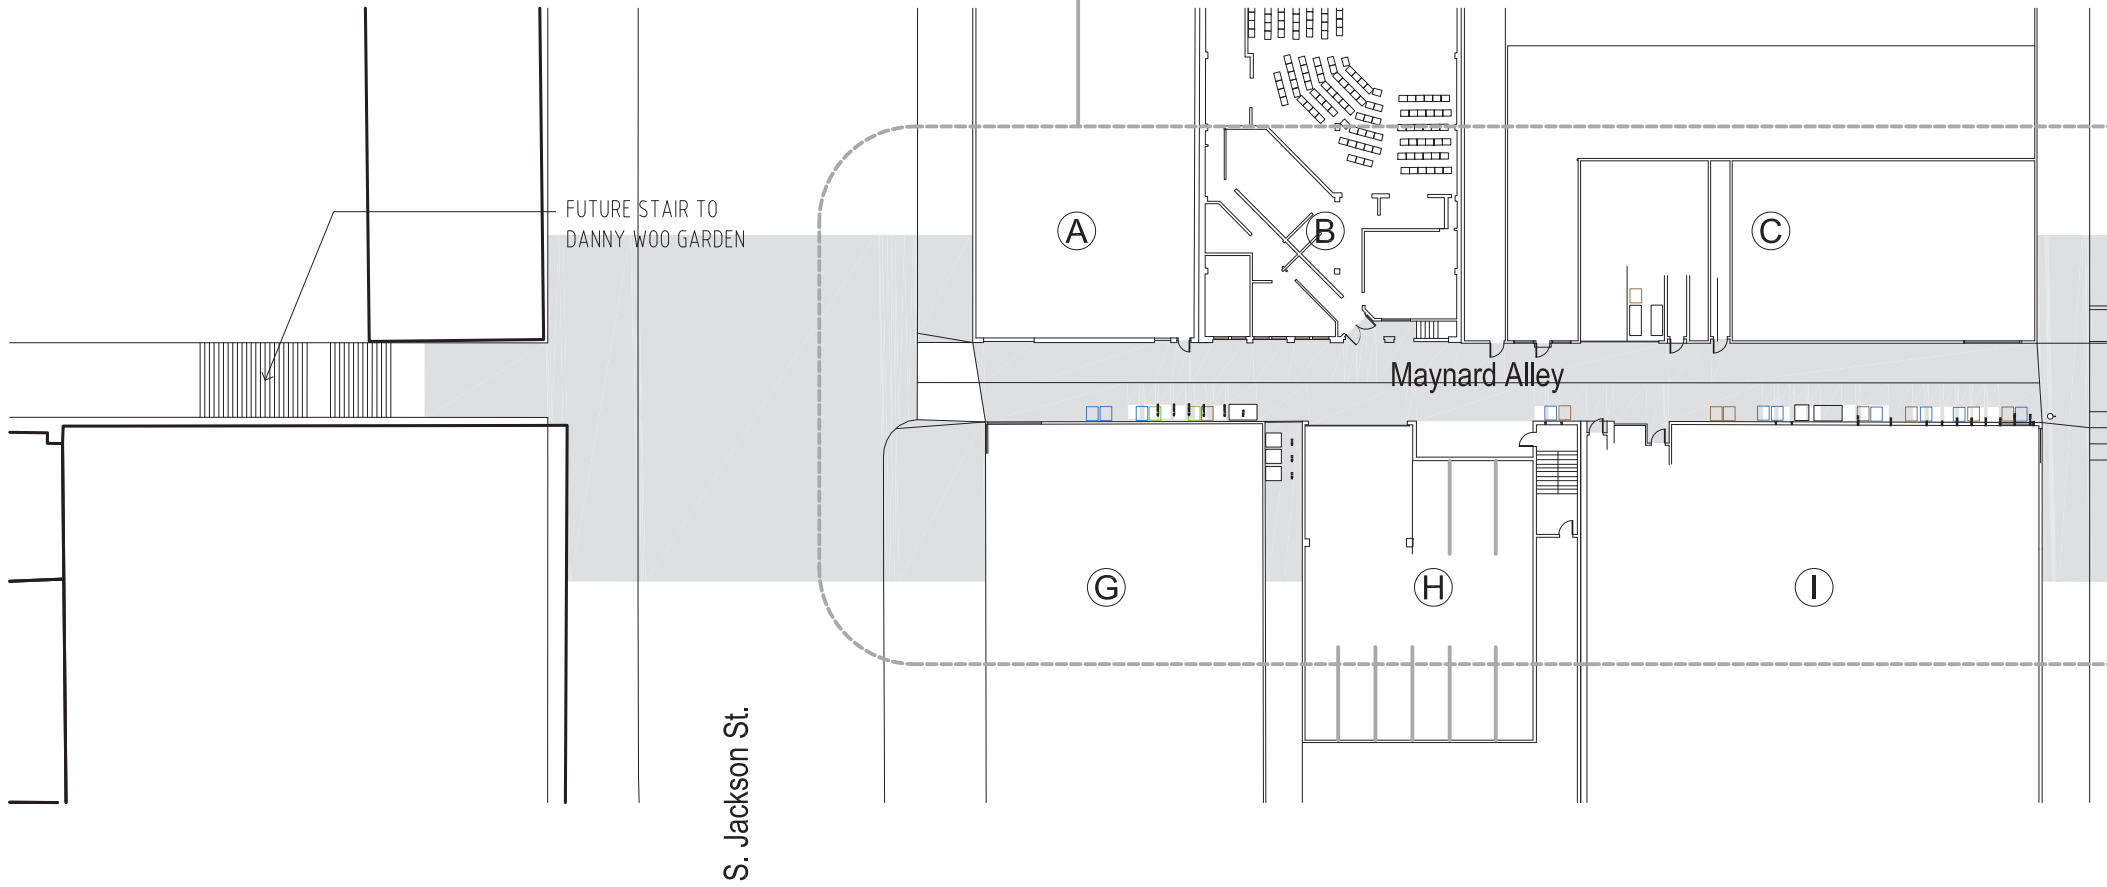 FUTURE STAIR TO
DANNY WOO GARDEN
A
B
C
Maynard Alley
G
H
I
S. Jackson St.